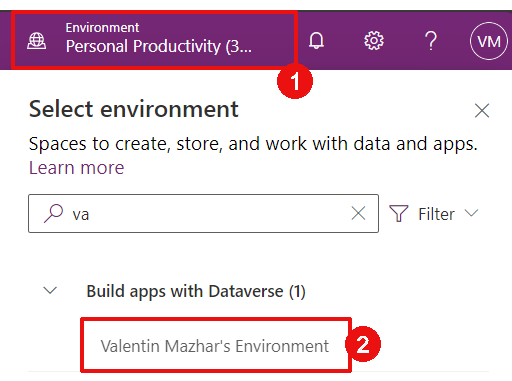 Environment
Personal Productivity (3...
VM
1
Select environment
Spaces to create, store, and work with data and apps.
Learn more
va
Filter
Build apps with Dataverse (1)
Valentin Mazhar's Environment
2